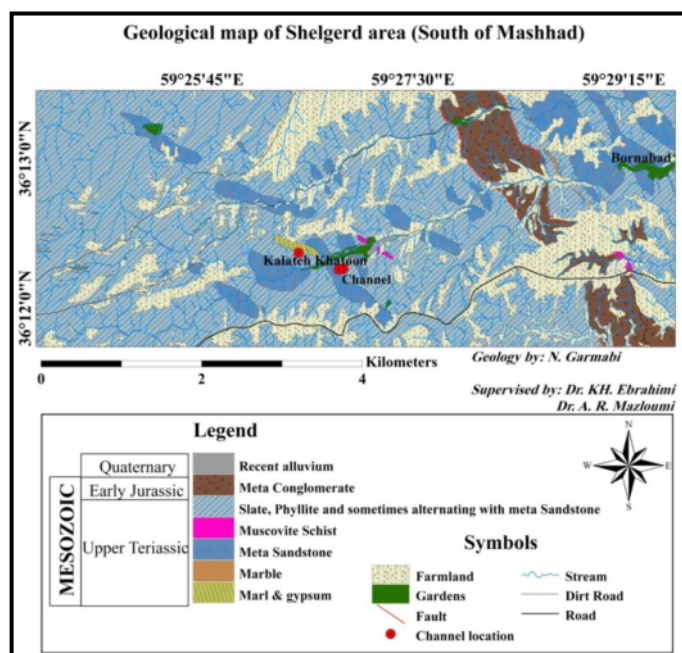 Geological map of Shelgerd area (South of Mashhad)
59°25'45"E 59°27'30"E 59°29'15"E
36°13'0"N
36°12'0"N
Bornabad
Kalateh Khatoon
Channel
Kilometers
0 2 4
Geology by: N. Garmabi
Supervised by: Dr. KH. Ebrahimi
Dr. A. R. Mazloumi
Legend
MESOZOIC
Quaternary
Early Jurassic
Upper Teriassic
Recent alluvium
Meta Conglomerate
Slate, Phyllite and sometimes alternating with meta Sandstone
Muscovite Schist
Meta Sandstone
Marble
Marl & gypsum
N
W E
S
Symbols
Farmland
Gardens
Fault
Channel location
Stream
Dirt Road
Road